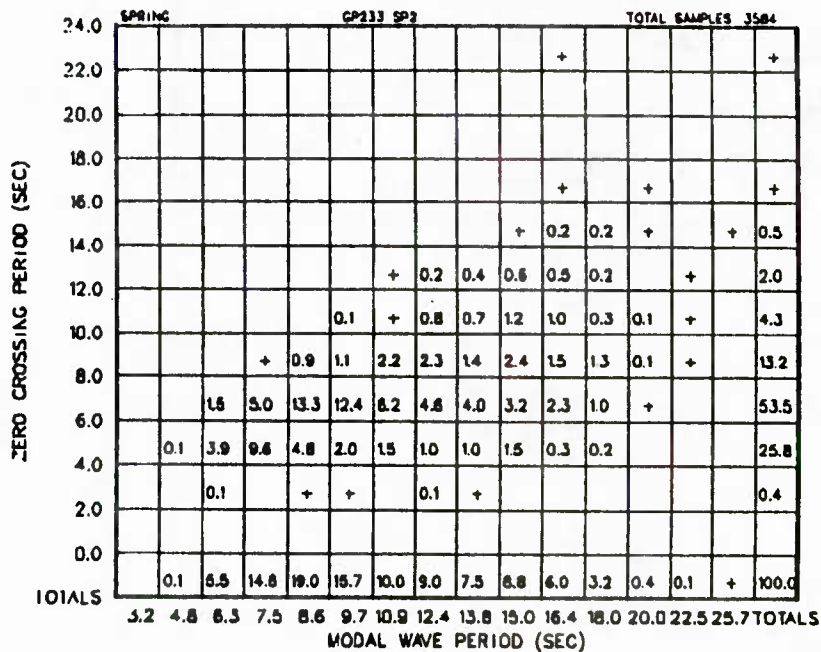 SPRING GP233 SP2 TOTAL SAMPLES 3584
24.0
+ +
22.0
20.0
18.0
+ + +
16.0
+ 0.2 0.2 + + 0.5
14.0
+ 0.2 0.4 0.6 0.5 0.2 + 2.0
12.0
0.1 + 0.8 0.7 1.2 1.0 0.3 0.1 + 4.3
10.0
+ 0.9 1.1 2.2 2.3 1.4 2.4 1.5 1.3 0.1 + 13.2
8.0
1.6 5.0 13.3 12.4 6.2 4.6 4.0 3.2 2.3 1.0 + 53.5
6.0
0.1 3.9 9.6 4.8 2.0 1.5 1.0 1.0 1.5 0.3 0.2 25.8
4.0
0.1 + + 0.1 + 0.4
2.0
0.0
TOTALS 0.1 5.5 14.6 19.0 15.7 10.0 9.0 7.5 8.8 6.0 3.2 0.4 0.1 + 100.0
3.2 4.8 6.3 7.5 8.6 9.7 10.9 12.4 13.8 15.0 16.4 18.0 20.0 22.5 25.7 TOTALS
MODAL WAVE PERIOD (SEC)
ZERO CROSSING PERIOD (SEC)